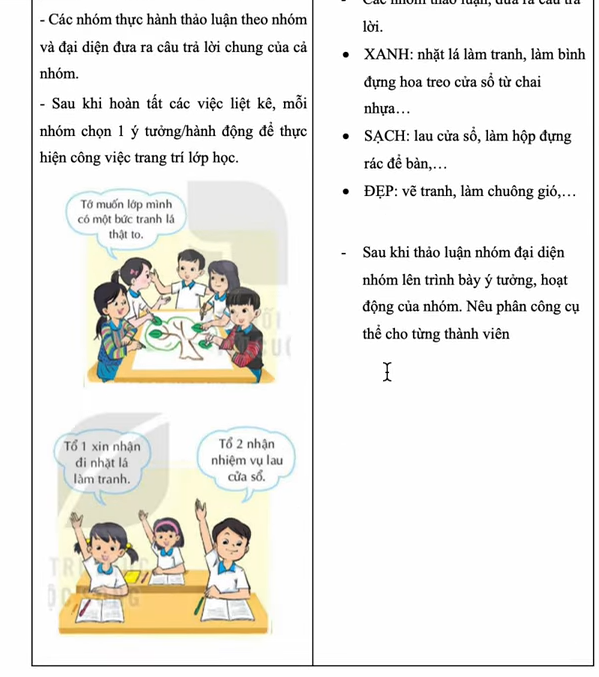 - Các nhóm thực hành thảo luận theo nhóm
và đại diện đưa ra câu trả lời chung của cả
nhóm.
- Sau khi hoàn tất các việc liệt kê, mỗi
nhóm chọn 1 ý tưởng/hành động để thực
hiện công việc trang trí lớp học.
Tớ muốn lớp mình
có một bức tranh lá
thật to.
Tổ 1 xin nhận
đi nhặt lá
làm tranh.
Tổ 2 nhận
nhiệm vụ lau
cửa sổ.
- Các nhóm thảo luận, đưa ra câu trả
lời.
• XANH: nhặt lá làm tranh, làm bình
đựng hoa treo cửa sổ từ chai
nhựa…
• SẠCH: lau cửa sổ, làm hộp đựng
rác để bàn,…
• ĐẸP: vẽ tranh, làm chuông gió,…
- Sau khi thảo luận nhóm đại diện
nhóm lên trình bày ý tưởng, hoạt
động của nhóm. Nêu phân công cụ
thể cho từng thành viên